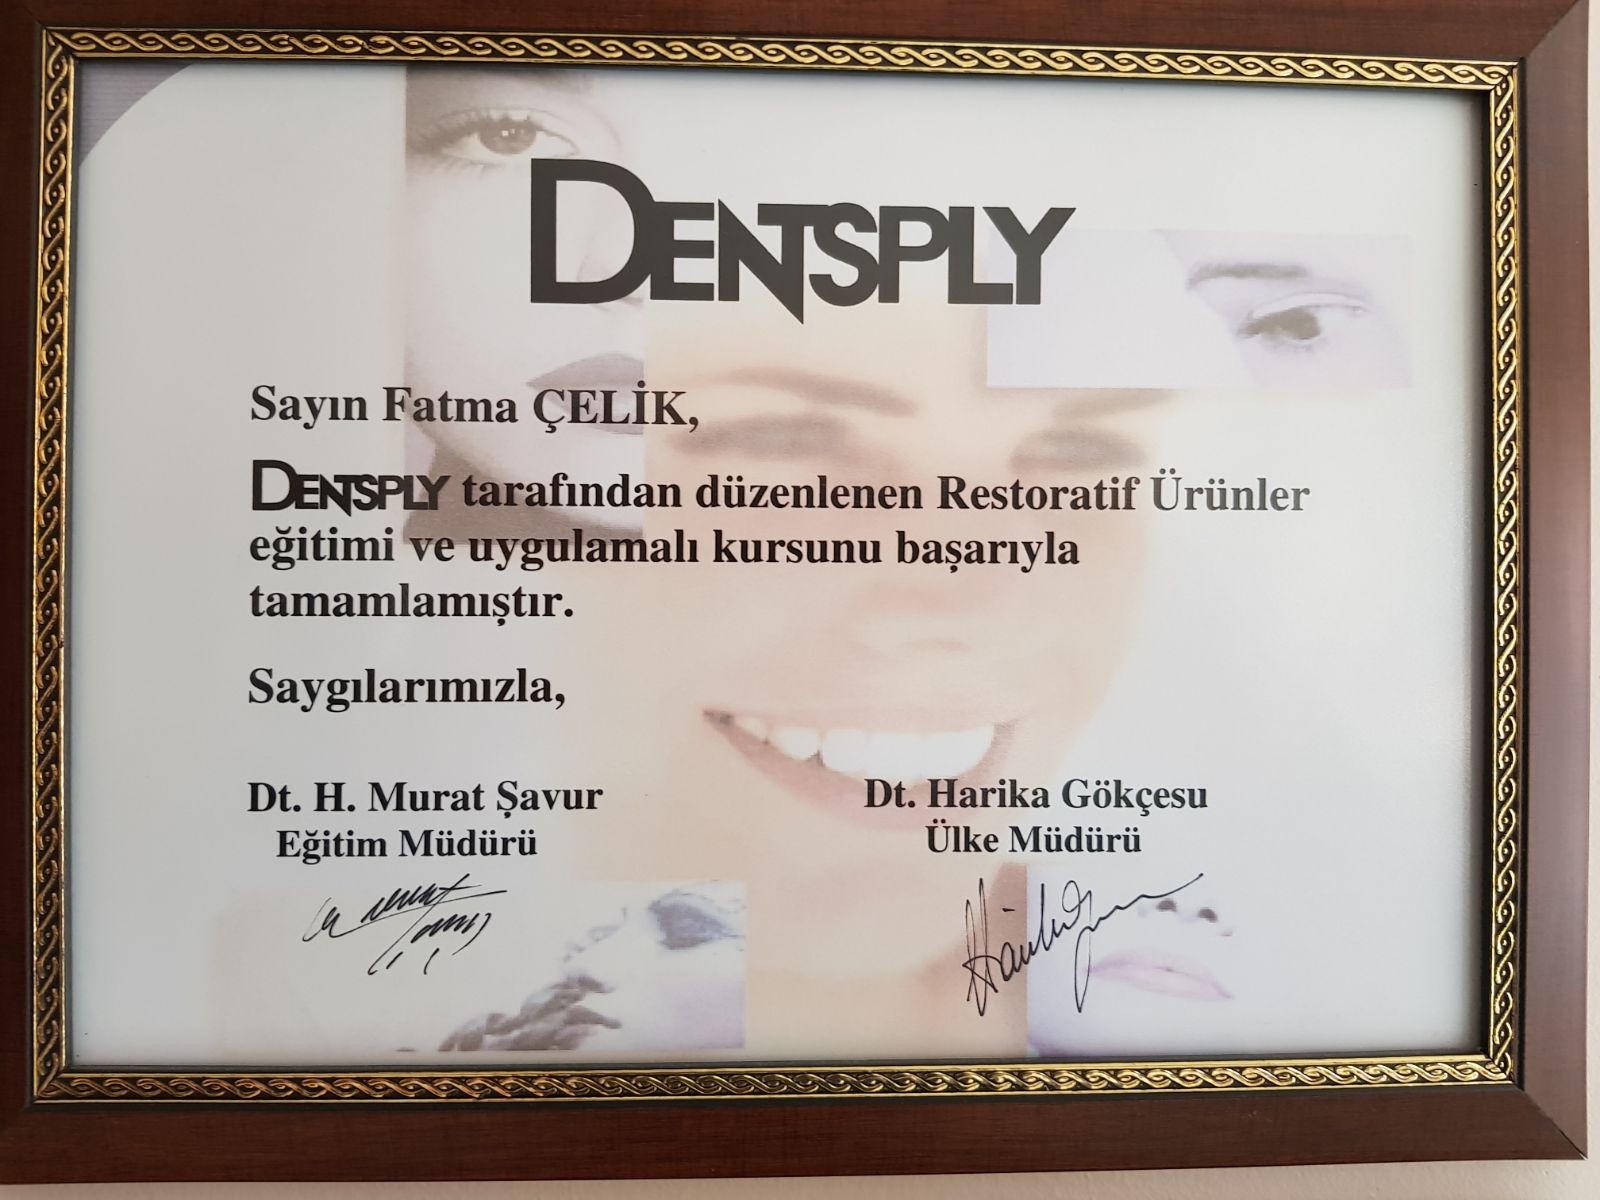 DENTSPLY
Sayın Fatma ÇELİK,
DENTSPLY tarafından düzenlenen Restoratif Ürünler
eğitimi ve uygulamalı kursunu başarıyla
tamamlamıştır.
Saygılarımızla,
Dt. H. Murat Şavur
Eğitim Müdürü
Dt. Harika Gökçesu
Ülke Müdürü